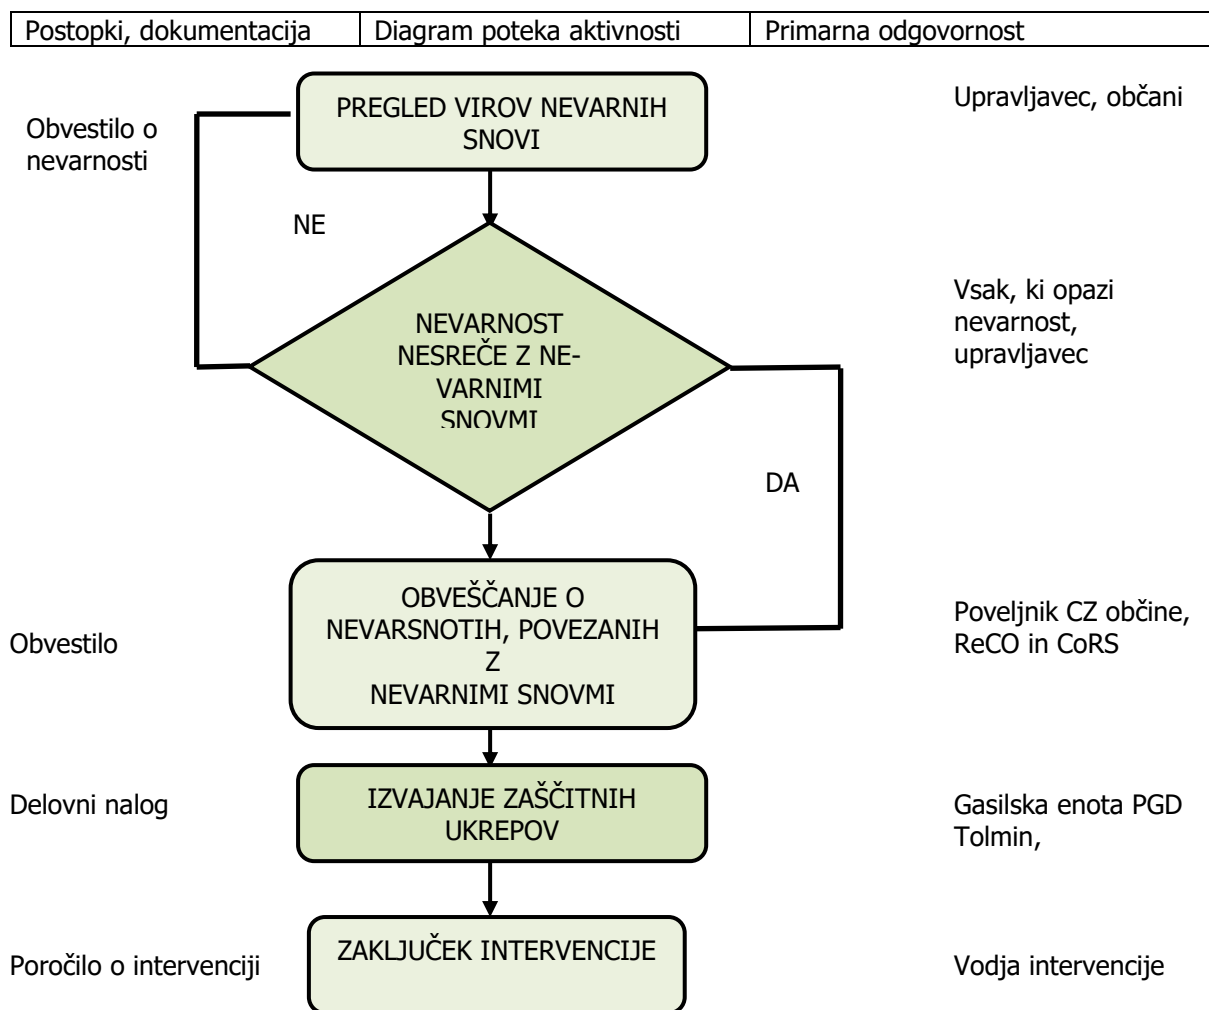 Postopki, dokumentacija
Diagram poteka aktivnosti
Primarna odgovornost
Obvestilo o
nevarnosti
PREGLED VIROV NEVARNIH
SNOVI
Upravljavec, občani
NE
NEVARNOST
NESREČE Z NE-
VARNIMI
SNOVMI
Vsak, ki opazi
nevarnost,
upravljavec
DA
Obvestilo
OBVEŠČANJE O
NEVARSNOTIH, POVEZANIH
Z
NEVARNIMI SNOVMI
Poveljnik CZ občine,
ReCO in CoRS
Delovni nalog
IZVAJANJE ZAŠČITNIH
UKREPOV
Gasilska enota PGD
Tolmin,
Poročilo o intervenciji
ZAKLJUČEK INTERVENCIJE
Vodja intervencije